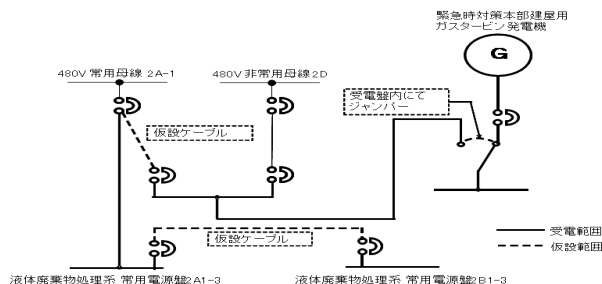 緊急時対策本部建屋用
ガスタービン発電機
G
480V 常用母線 2A-1
480V 非常用母線2D
受電盤内にて
ジャンパー
仮設ケーブル
仮設ケーブル
受電範囲
仮設範囲
液体廃棄物処理系 常用電源盤2A1-3
液体廃棄物処理系 常用電源盤2B1-3